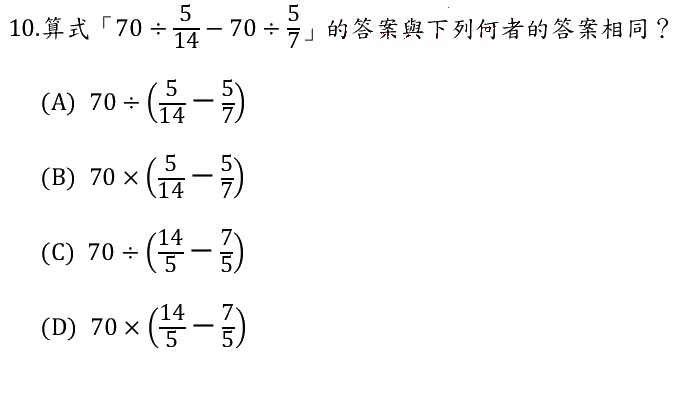 10.算式「70 ÷ 5/14 − 70 ÷ 5/7」的答案與下列何者的答案相同？
(A) 70 ÷ (5/14 − 5/7)
(B) 70 × (5/14 − 5/7)
(C) 70 ÷ (14/5 − 7/5)
(D) 70 × (14/5 − 7/5)